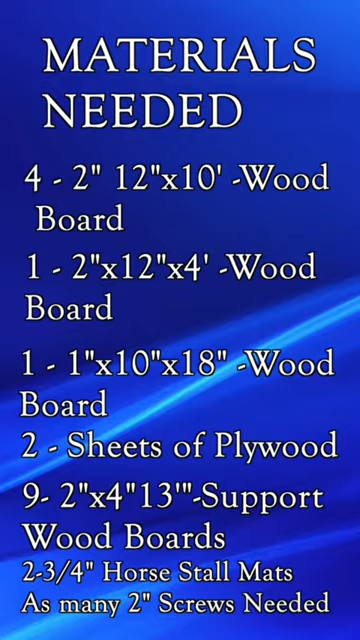 MATERIALS
NEEDED
4 - 2" 12"x10' -Wood
Board
1 - 2"x12"x4' -Wood
Board
1 - 1"x10"x18" -Wood
Board
2 - Sheets of Plywood
9- 2"x4"13'"-Support
Wood Boards
2-3/4" Horse Stall Mats
As many 2" Screws Needed